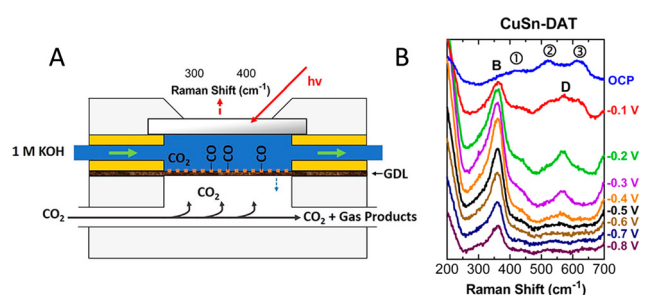 A
300 400
Raman Shift (cm⁻¹)
hν
1 M KOH
CO₂
CO
CO
CO
GDL
CO₂
CO₂
CO₂ + Gas Products
B
CuSn-DAT
B
①
②
③
D
OCP
-0.1 V
-0.2 V
-0.3 V
-0.4 V
-0.5 V
-0.6 V
-0.7 V
-0.8 V
200 300 400 500 600 700
Raman Shift (cm⁻¹)